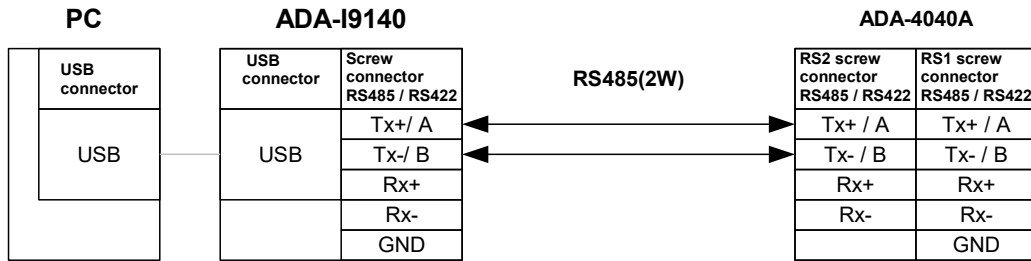 PC
ADA-I9140
ADA-4040A
USB
connector
USB
connector
Screw
connector
RS485 / RS422
RS485(2W)
RS2 screw
connector
RS485 / RS422
RS1 screw
connector
RS485 / RS422
USB
USB
Tx+/ A
Tx+ / A
Tx+ / A
Tx-/ B
Tx- / B
Tx- / B
Rx+
Rx+
Rx+
Rx-
Rx-
Rx-
GND
GND